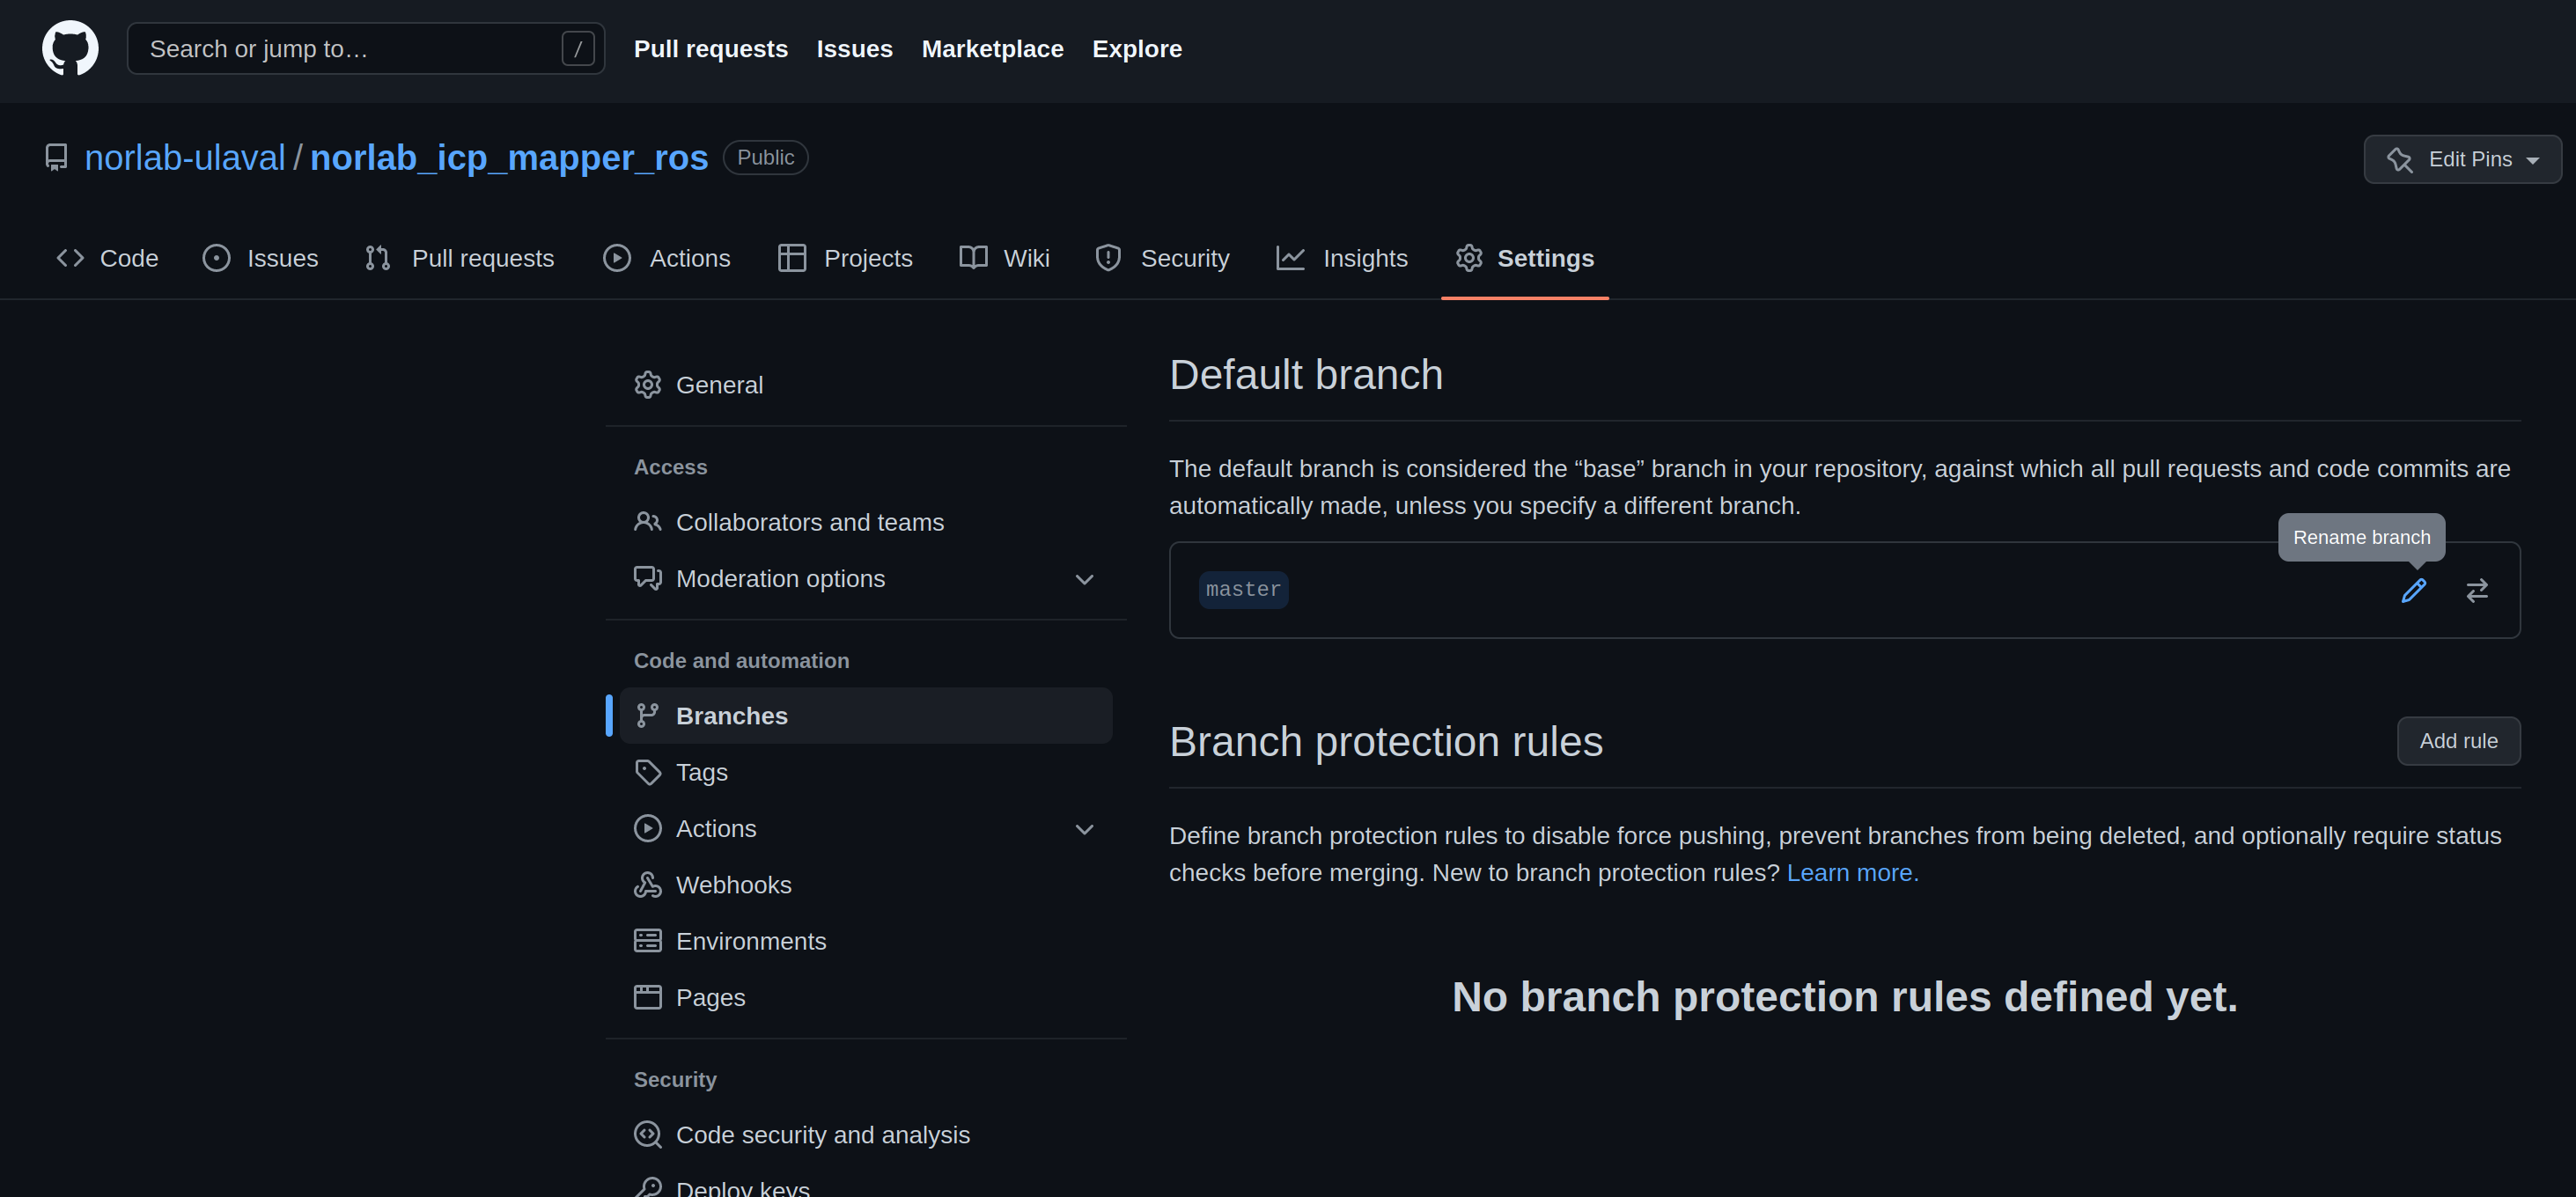 Search or jump to…
/
Pull requests
Issues
Marketplace
Explore
norlab-ulaval / norlab_icp_mapper_ros
Public
Edit Pins
Code
Issues
Pull requests
Actions
Projects
Wiki
Security
Insights
Settings
General
Access
Collaborators and teams
Moderation options
Code and automation
Branches
Tags
Actions
Webhooks
Environments
Pages
Security
Code security and analysis
Deploy keys
Default branch
The default branch is considered the “base” branch in your repository, against which all pull requests and code commits are
automatically made, unless you specify a different branch.
Rename branch
master
Branch protection rules
Add rule
Define branch protection rules to disable force pushing, prevent branches from being deleted, and optionally require status
checks before merging. New to branch protection rules? Learn more.
No branch protection rules defined yet.